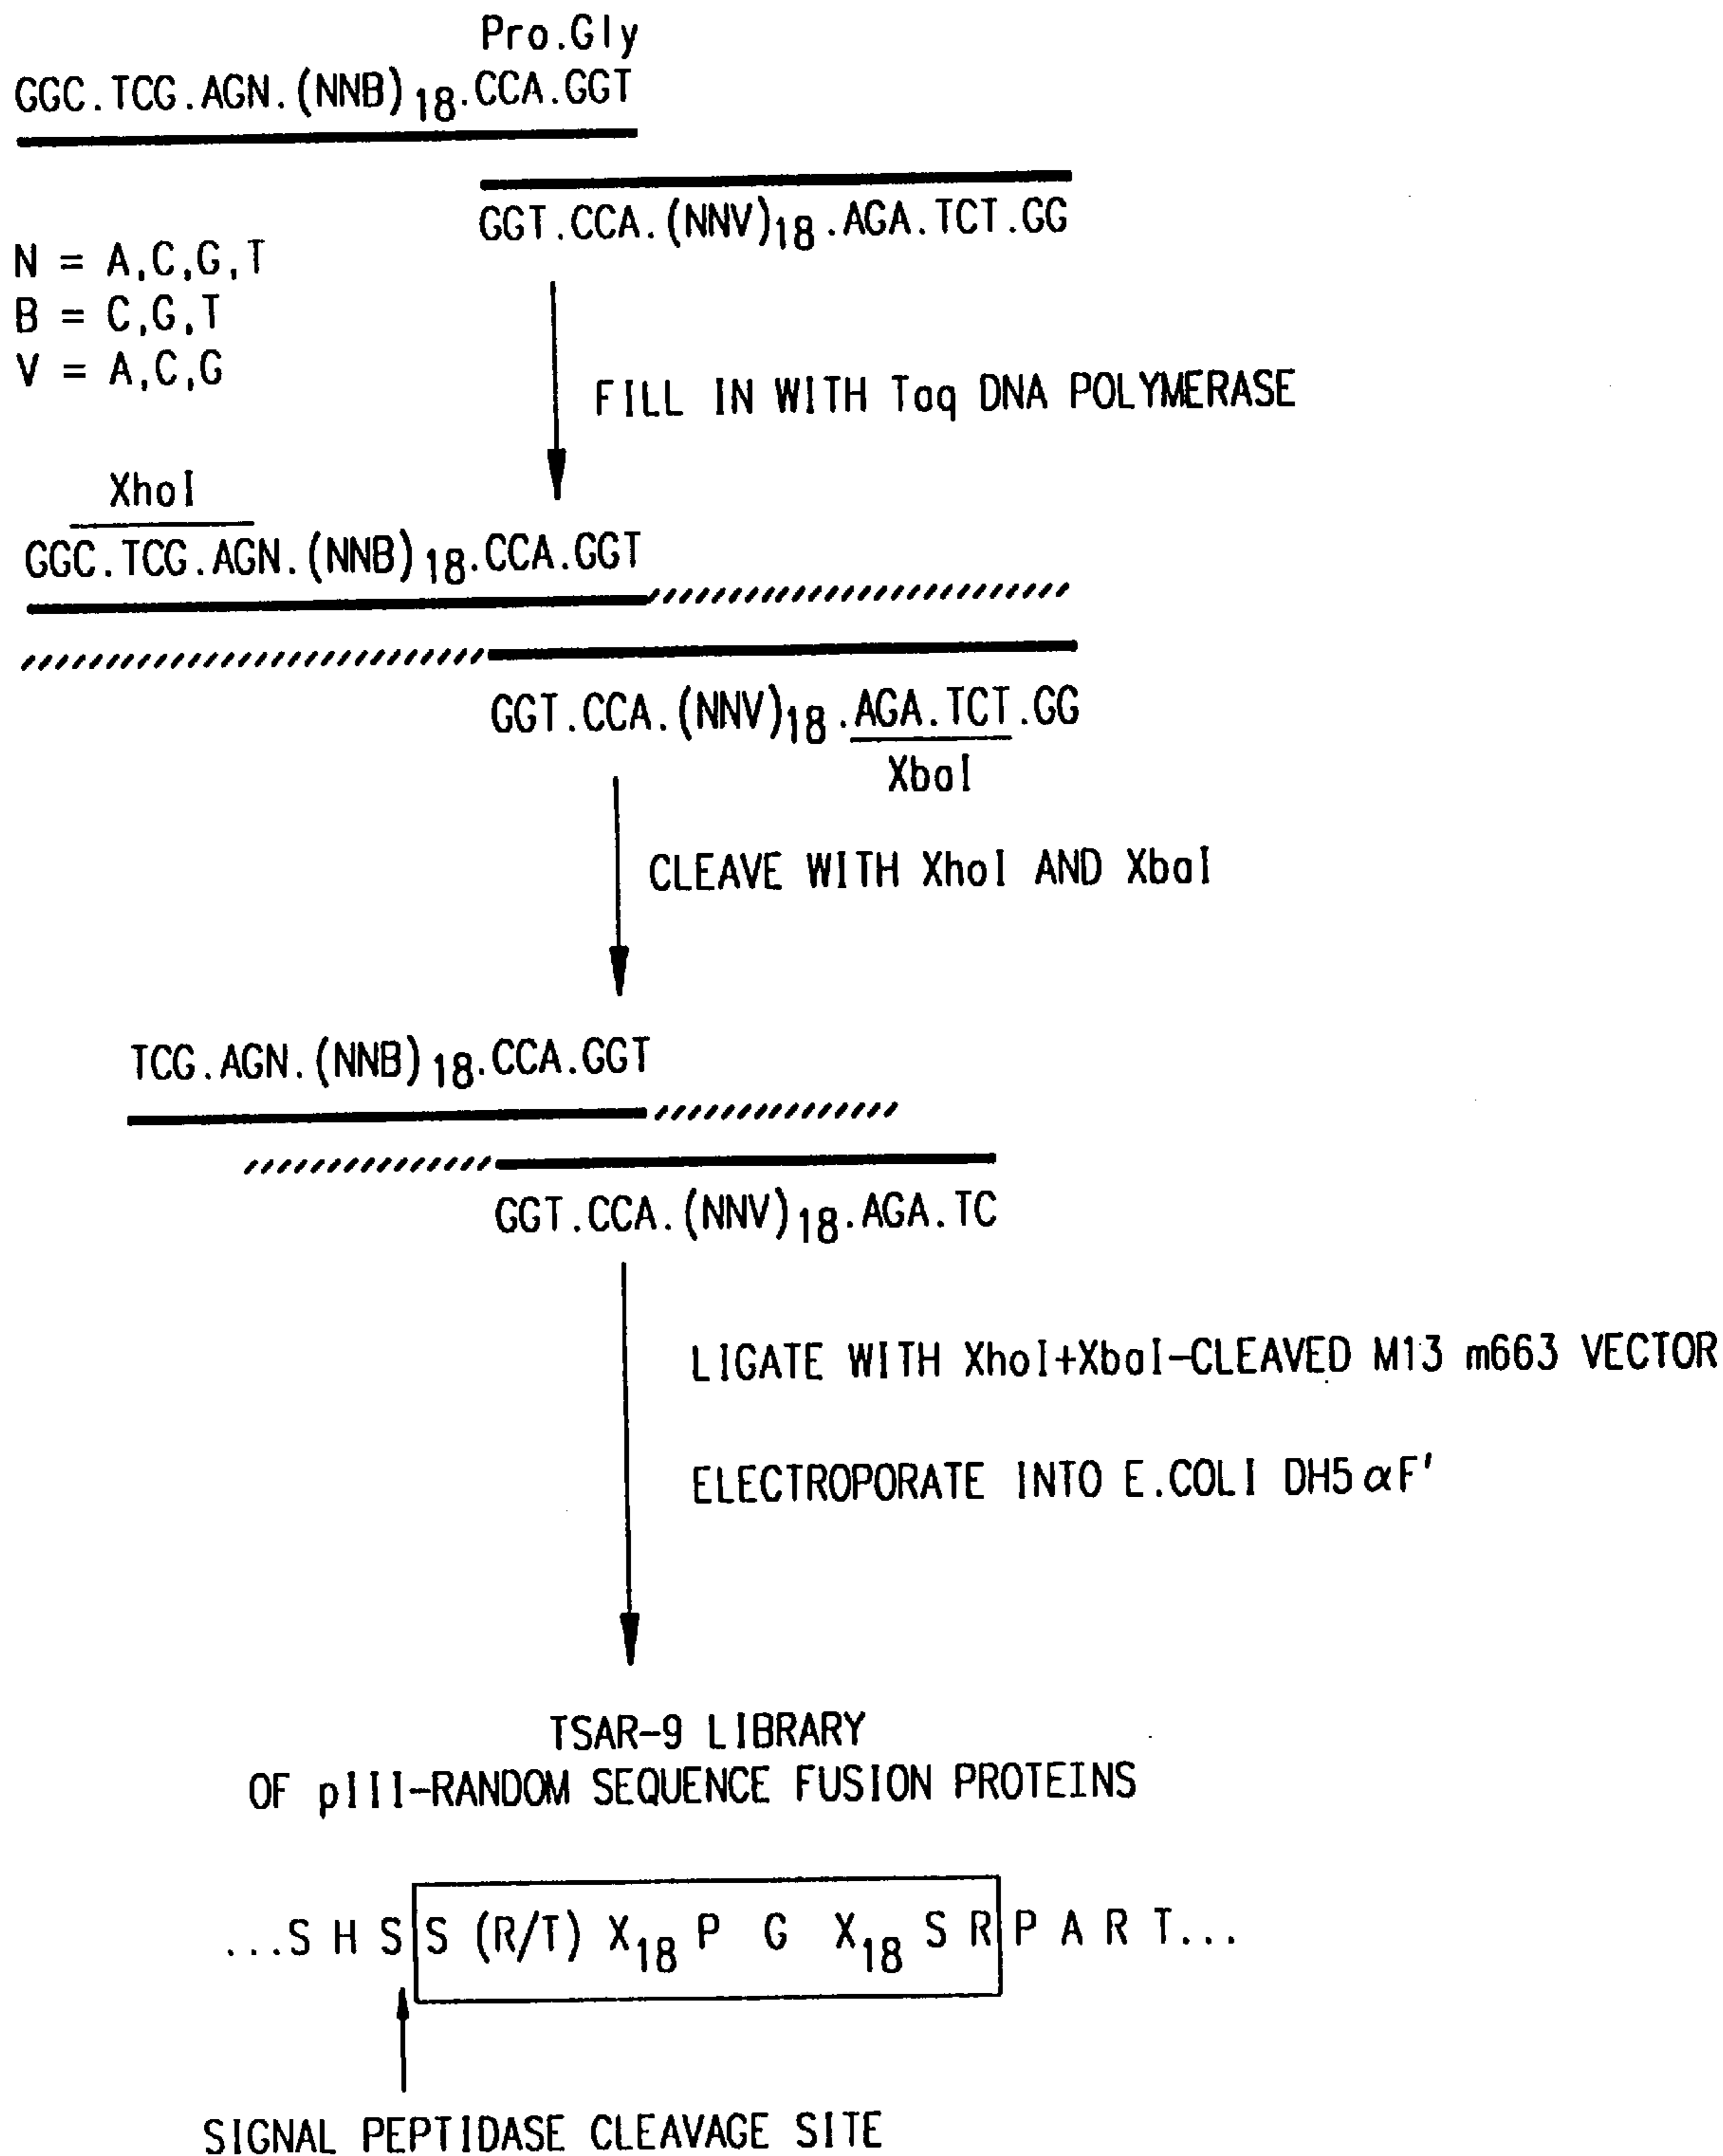 Pro.Gly
GGC.TCG.AGN.(NNB)18.CCA.GGT
GGT.CCA.(NNV)18.AGA.TCT.GG
N = A,C,G,T
B = C,G,T
V = A,C,G
FILL IN WITH Taq DNA POLYMERASE
XhoI
GGC.TCG.AGN.(NNB)18.CCA.GGT
GGT.CCA.(NNV)18.AGA.TCT.GG
XbaI
CLEAVE WITH XhoI AND XbaI
TCG.AGN.(NNB)18.CCA.GGT
GGT.CCA.(NNV)18.AGA.TC
LIGATE WITH XhoI+XbaI-CLEAVED M13 m663 VECTOR
ELECTROPORATE INTO E.COLI DH5αF'
TSAR-9 LIBRARY
OF pIII-RANDOM SEQUENCE FUSION PROTEINS
...S H S S (R/T) X18 P G X18 S R P A R T...
SIGNAL PEPTIDASE CLEAVAGE SITE